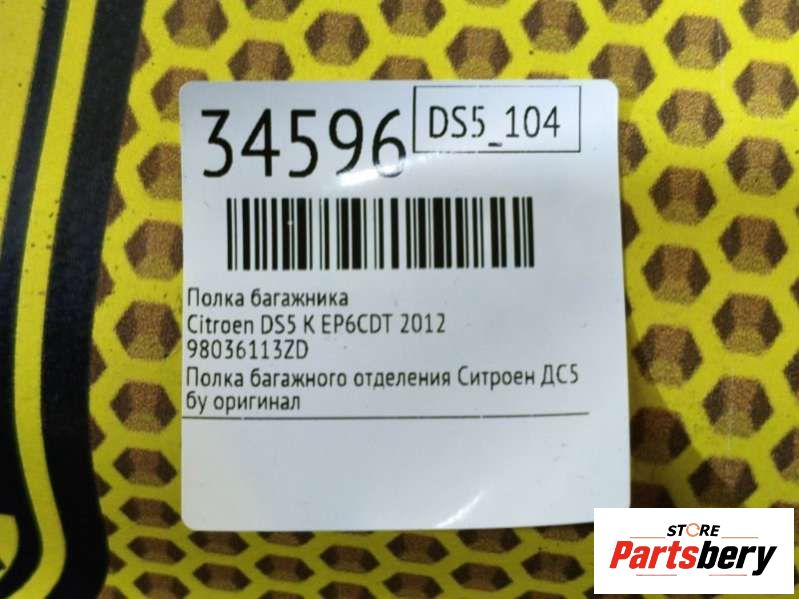 34596
DS5_104
Полка багажника
Citroen DS5 K EP6CDT 2012
98036113ZD
Полка багажного отделения Ситроен ДС5
бу оригинал
STORE
Partsbery